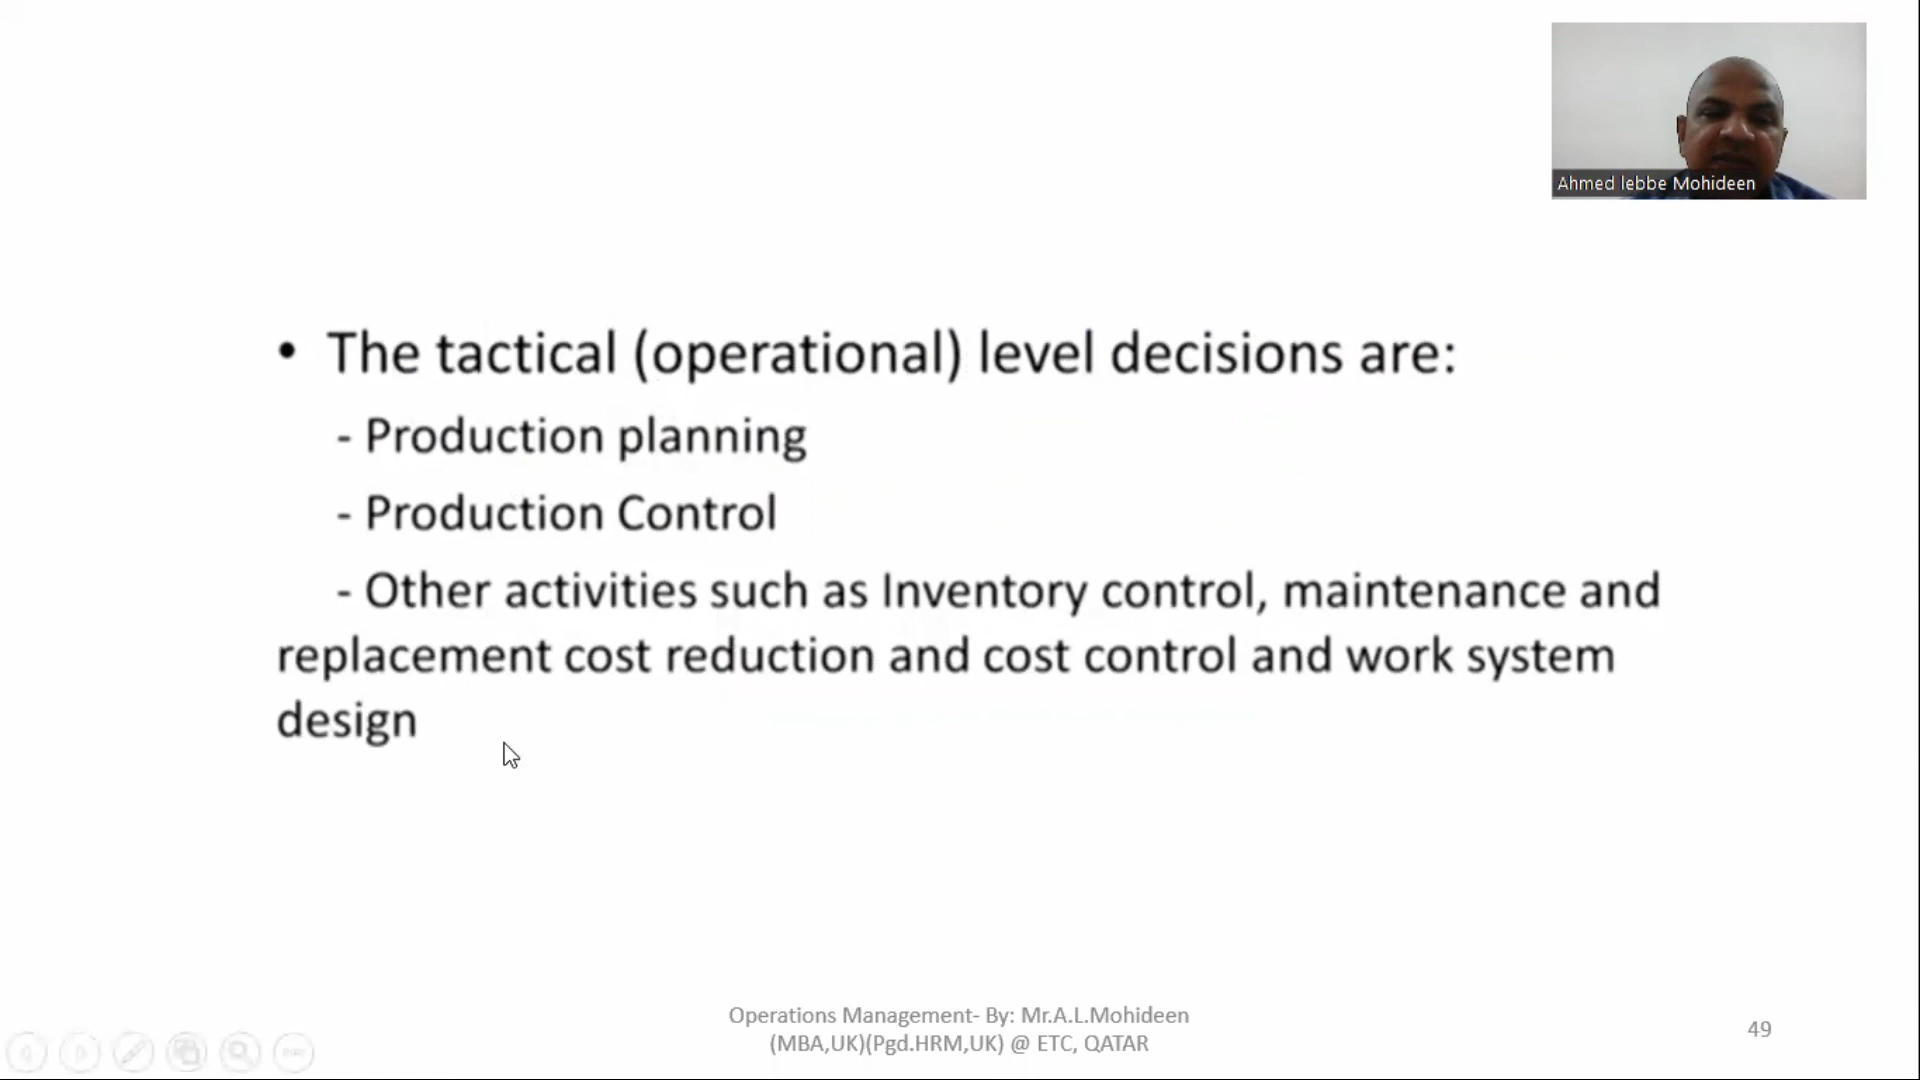 Ahmed lebbe Mohideen
• The tactical (operational) level decisions are:
- Production planning
- Production Control
- Other activities such as Inventory control, maintenance and
replacement cost reduction and cost control and work system
design
Operations Management- By: Mr.A.L.Mohideen
(MBA,UK)(Pgd.HRM,UK) @ ETC, QATAR
49